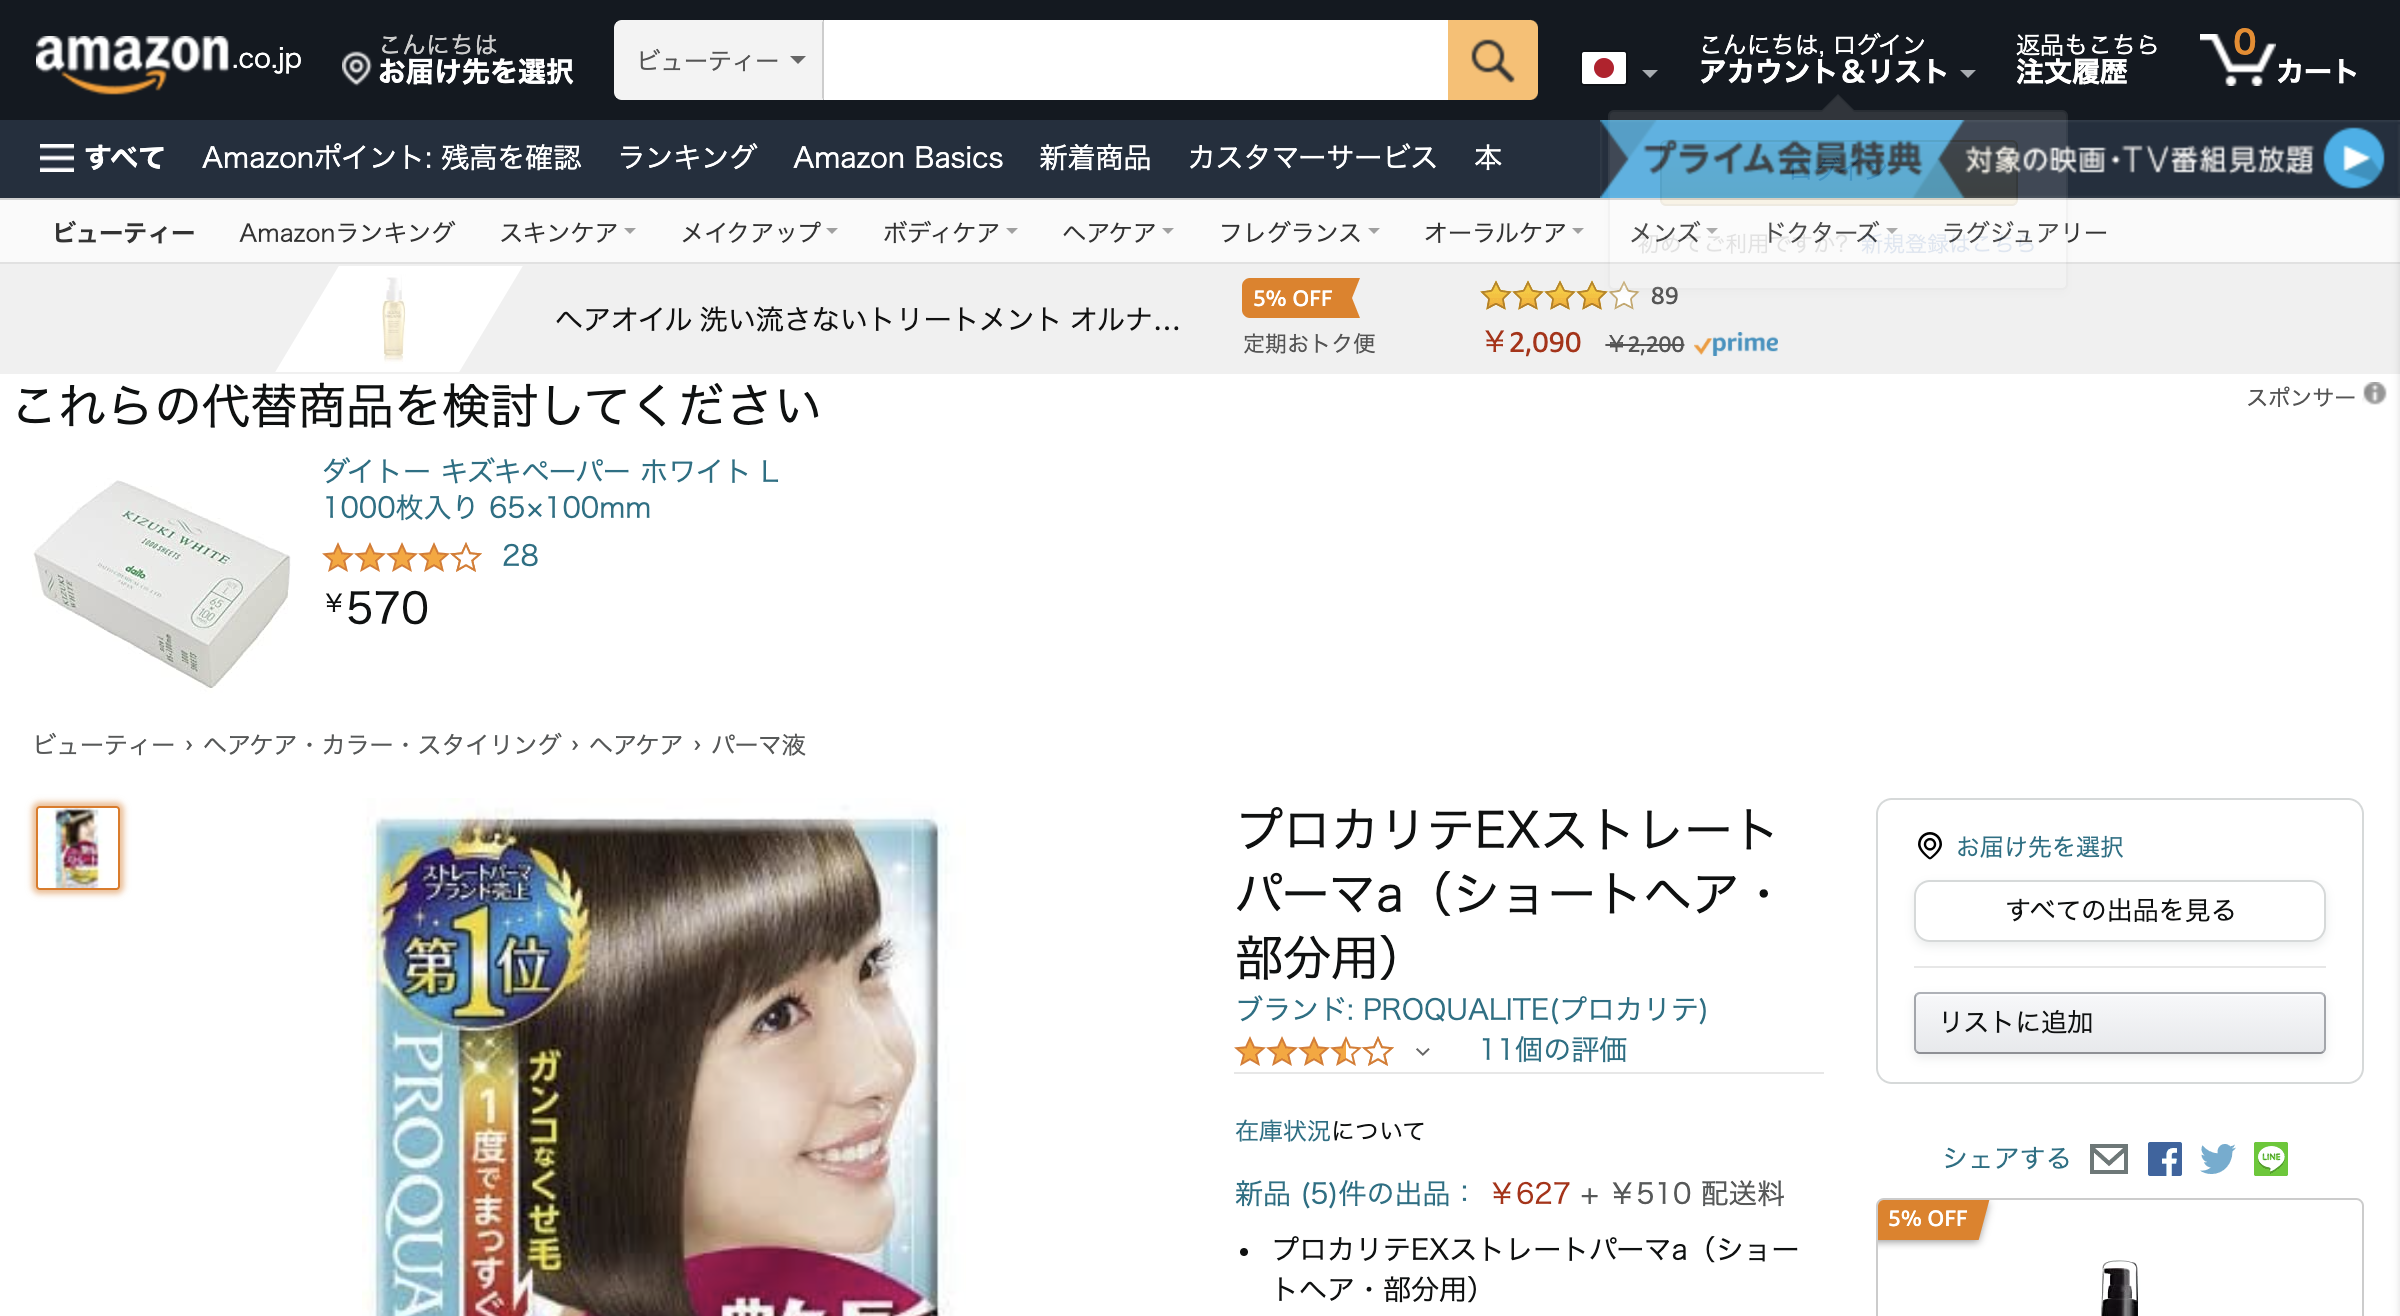 amazon.co.jp
こんにちは
お届け先を選択
ビューティー
こんにちは, ログイン
アカウント＆リスト
返品もこちら
注文履歴
0
カート
すべて
Amazonポイント: 残高を確認
ランキング
Amazon Basics
新着商品
カスタマーサービス
本
プライム会員特典
対象の映画・TV番組見放題
ログイン
初めてご利用ですか? 新規登録はこちら
ビューティー
Amazonランキング
スキンケア
メイクアップ
ボディケア
ヘアケア
フレグランス
オーラルケア
メンズ
ドクターズ
ラグジュアリー
ヘアオイル 洗い流さないトリートメント オルナ...
5% OFF
定期おトク便
89
￥2,090 ￥2,200 prime
これらの代替商品を検討してください
スポンサー
KIZUKI WHITE
1000 SHEETS
daito
KIZUKI WHITE
65
100
ダイトー キズキペーパー ホワイト L
1000枚入り 65×100mm
28
¥570
ビューティー › ヘアケア・カラー・スタイリング › ヘアケア › パーマ液
ストレートパーマ
ブランド売上
第1位
PROQUA
1度でまっすぐ
ガンコなくせ毛
プロカリテEXストレート
パーマa（ショートヘア・
部分用）
ブランド: PROQUALITE(プロカリテ)
11個の評価
在庫状況について
新品 (5)件の出品： ￥627 + ￥510 配送料
• プロカリテEXストレートパーマa（ショー
トヘア・部分用）
お届け先を選択
すべての出品を見る
リストに追加
シェアする
LINE
5% OFF